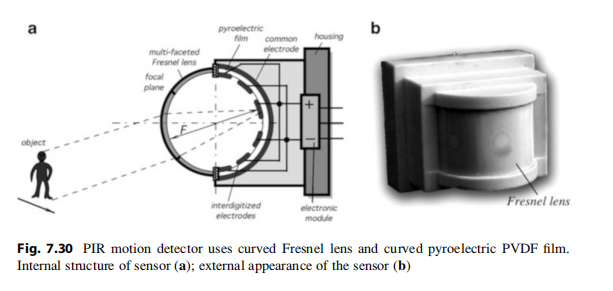 a
b
pyroelectric
film
common
electrode
housing
multi-faceted
Fresnel lens
focal
plane
object
F
+
−
interdigitized
electrodes
electronic
module
Fresnel lens
Fig. 7.30 PIR motion detector uses curved Fresnel lens and curved pyroelectric PVDF film.
Internal structure of sensor (a); external appearance of the sensor (b)